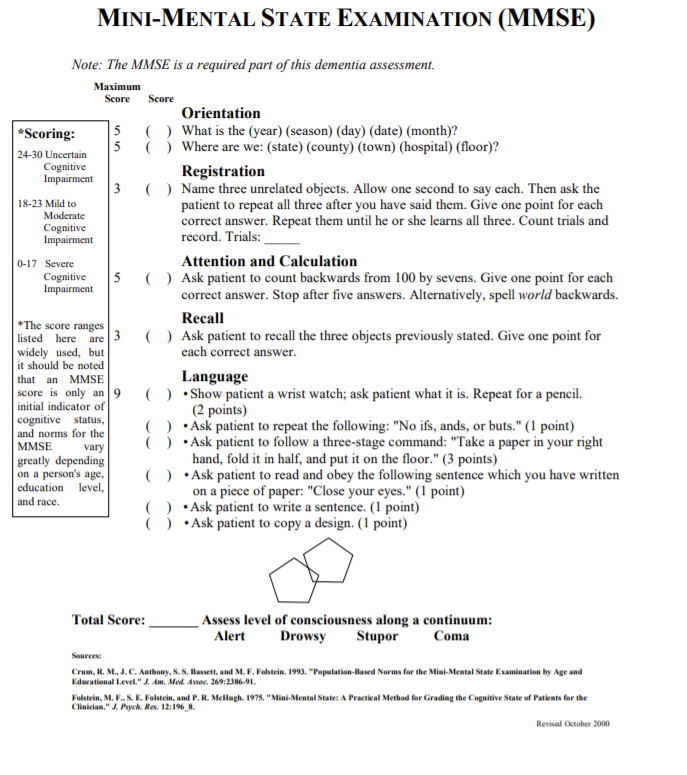 MINI-MENTAL STATE EXAMINATION (MMSE)
Note: The MMSE is a required part of this dementia assessment.
Maximum
Score Score
*Scoring:
24-30 Uncertain
Cognitive
Impairment
18-23 Mild to
Moderate
Cognitive
Impairment
0-17 Severe
Cognitive
Impairment
*The score ranges
listed here are
widely used, but
it should be noted
that an MMSE
score is only an
initial indicator of
cognitive status,
and norms for the
MMSE vary
greatly depending
on a person's age,
education level,
and race.
Orientation
5 ( ) What is the (year) (season) (day) (date) (month)?
5 ( ) Where are we: (state) (county) (town) (hospital) (floor)?
Registration
3 ( ) Name three unrelated objects. Allow one second to say each. Then ask the
patient to repeat all three after you have said them. Give one point for each
correct answer. Repeat them until he or she learns all three. Count trials and
record. Trials: ______
Attention and Calculation
5 ( ) Ask patient to count backwards from 100 by sevens. Give one point for each
correct answer. Stop after five answers. Alternatively, spell world backwards.
Recall
3 ( ) Ask patient to recall the three objects previously stated. Give one point for
each correct answer.
Language
9 ( ) • Show patient a wrist watch; ask patient what it is. Repeat for a pencil.
(2 points)
( ) • Ask patient to repeat the following: "No ifs, ands, or buts." (1 point)
( ) • Ask patient to follow a three-stage command: "Take a paper in your right
hand, fold it in half, and put it on the floor." (3 points)
( ) • Ask patient to read and obey the following sentence which you have written
on a piece of paper: "Close your eyes." (1 point)
( ) • Ask patient to write a sentence. (1 point)
( ) • Ask patient to copy a design. (1 point)
Total Score: _______ Assess level of consciousness along a continuum:
Alert Drowsy Stupor Coma
Sources:
Crum, R. M., J. C. Anthony, S. S. Bassett, and M. F. Folstein. 1993. "Population-Based Norms for the Mini-Mental State Examination by Age and
Educational Level." J. Am. Med. Assoc. 269:2386-91.
Folstein, M. F., S. E. Folstein, and P. R. McHugh. 1975. "Mini-Mental State: A Practical Method for Grading the Cognitive State of Patients for the
Clinician." J. Psych. Res. 12:196_8.
Revised October 2000